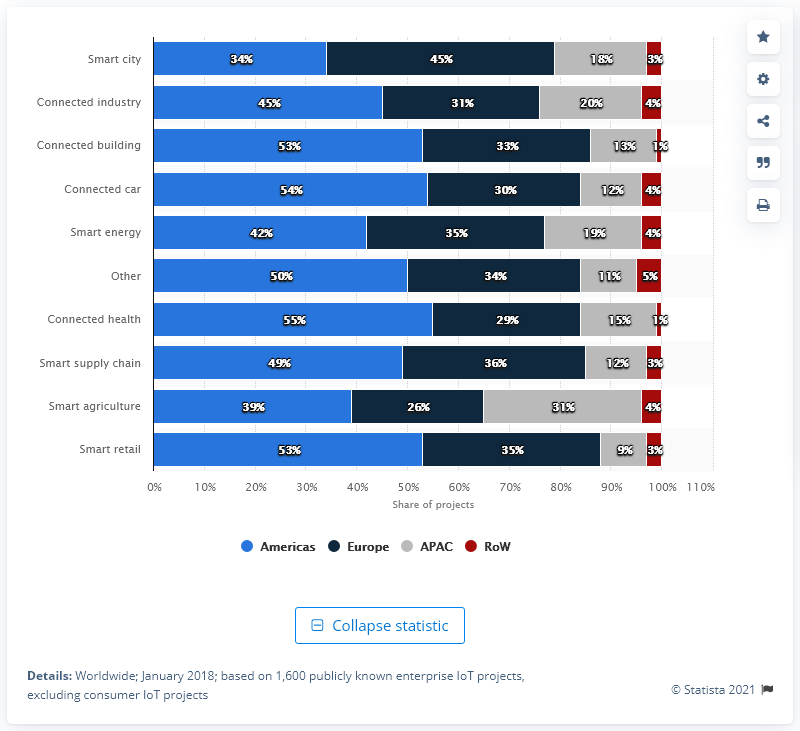 Smart city 34% 45% 18% 3%
Connected industry 45% 31% 20% 4%
Connected building 53% 33% 13% 1%
Connected car 54% 30% 12% 4%
Smart energy 42% 35% 19% 4%
Other 50% 34% 11% 5%
Connected health 55% 29% 15% 1%
Smart supply chain 49% 36% 12% 3%
Smart agriculture 39% 26% 31% 4%
Smart retail 53% 35% 9% 3%
0% 10% 20% 30% 40% 50% 60% 70% 80% 90% 100% 110%
Share of projects
Americas Europe APAC RoW
Collapse statistic
Details: Worldwide; January 2018; based on 1,600 publicly known enterprise IoT projects,
excluding consumer IoT projects
© Statista 2021